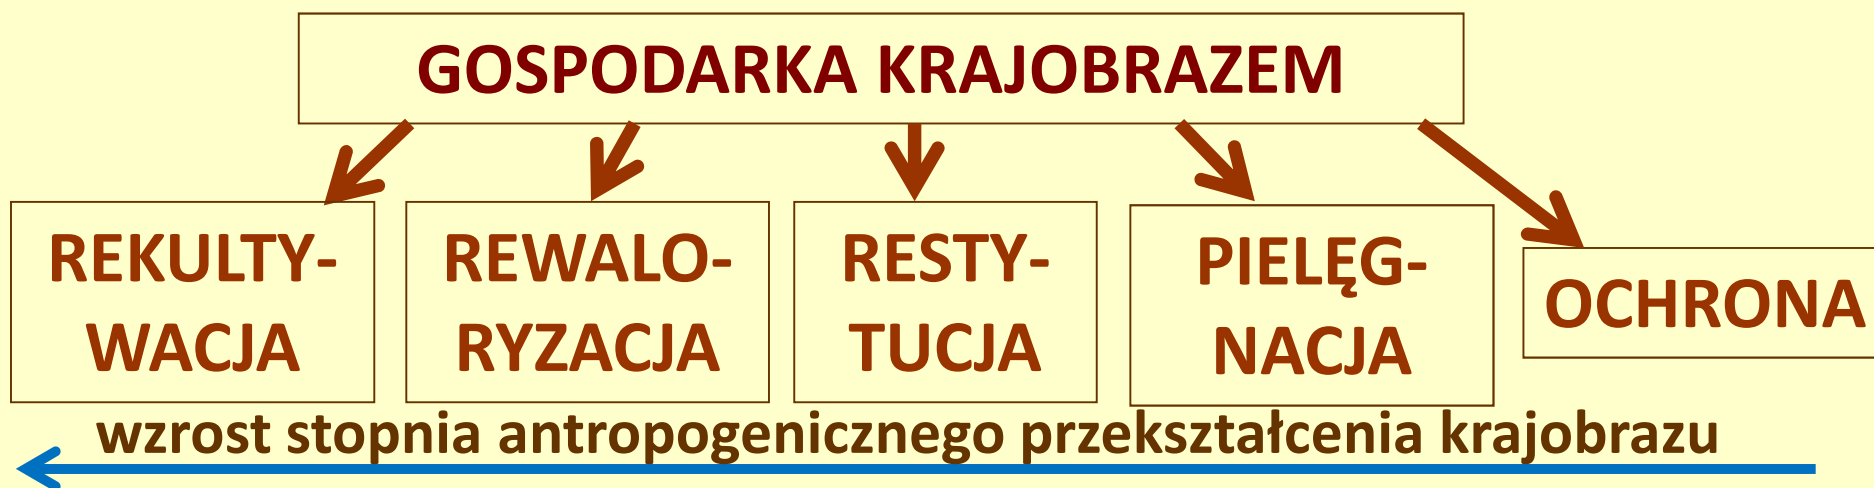 GOSPODARKA KRAJOBRAZEM
REKULTY-
WACJA
REWALO-
RYZACJA
RESTY-
TUCJA
PIELĘG-
NACJA
OCHRONA
wzrost stopnia antropogenicznego przekształcenia krajobrazu